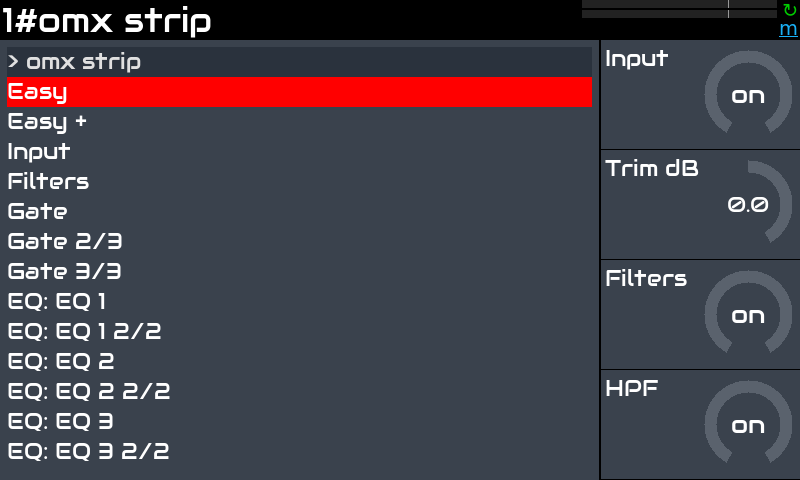 1#omx strip
m
> omx strip
Easy
Easy +
Input
Filters
Gate
Gate 2/3
Gate 3/3
EQ: EQ 1
EQ: EQ 1 2/2
EQ: EQ 2
EQ: EQ 2 2/2
EQ: EQ 3
EQ: EQ 3 2/2
Input
on
Trim dB
0.0
Filters
on
HPF
on